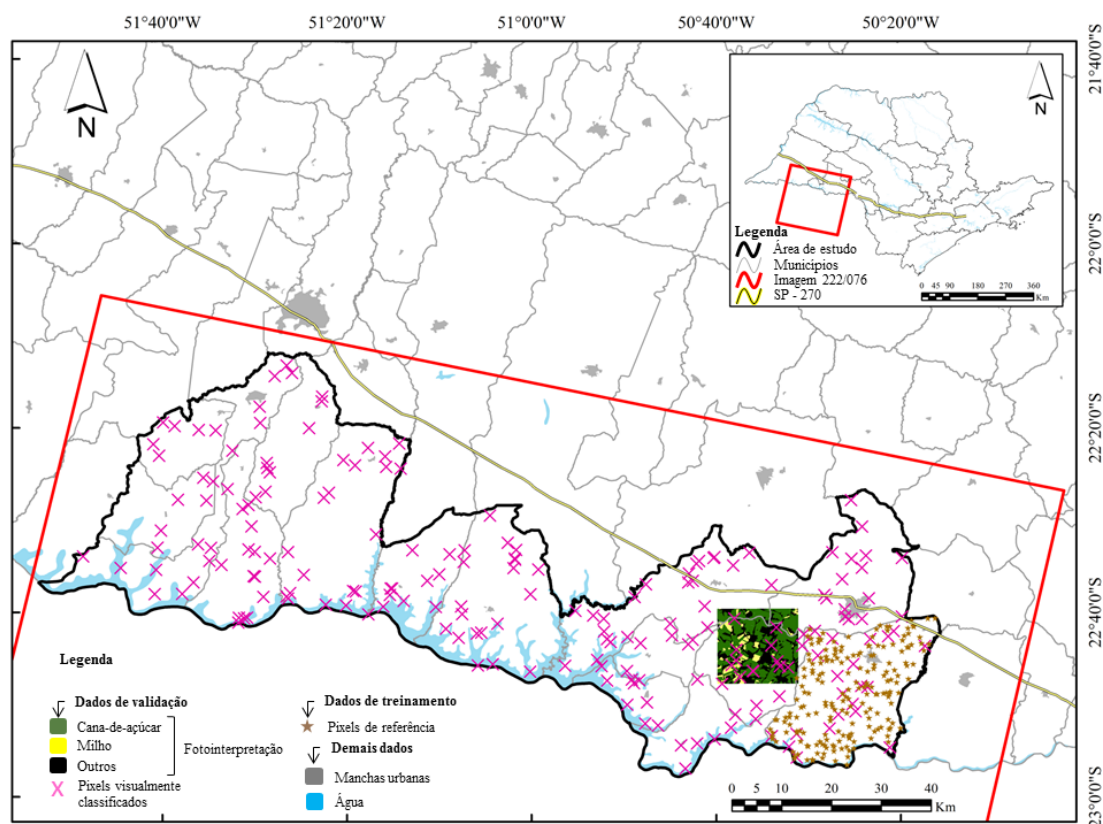 51°40'0"W 51°20'0"W 51°0'0"W 50°40'0"W 50°20'0"W
21°40'0"S
22°0'0"S
22°20'0"S
22°40'0"S
23°0'0"S
N
N
Legenda
Área de estudo
Municípios
Imagem 222/076
SP - 270
0 45 90 180 270 360
Km
Legenda
Dados de validação
Cana-de-açúcar
Milho
Outros
Fotointerpretação
Pixels visualmente
classificados
Dados de treinamento
Pixels de referência
Demais dados
Manchas urbanas
Água
0 10 20 30 40
Km